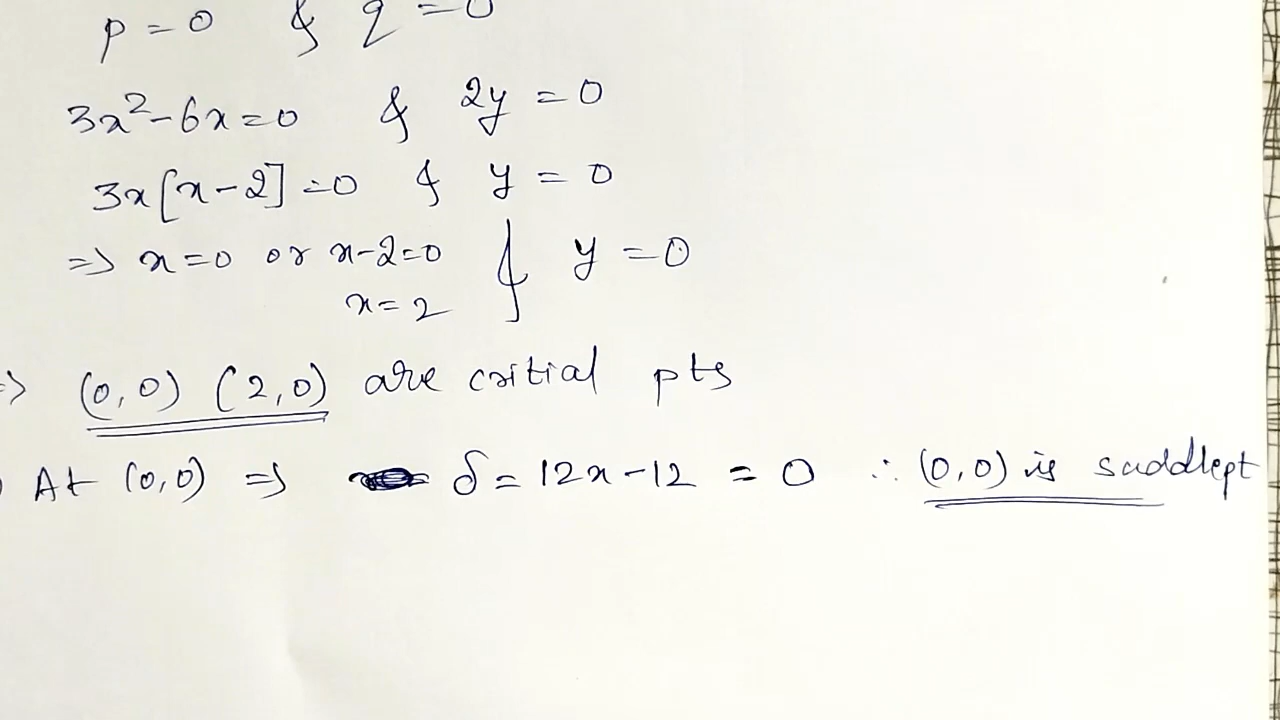 p = 0 & q = 0
3x²-6x=0 & 2y = 0
3x[x-2] =0 & y = 0
=> x=0 or x-2=0 & y =0
x=2
=> (0,0) (2,0) are critial pts
At (0,0) => δ = 12x-12 = 0 ∴ (0,0) is saddlept